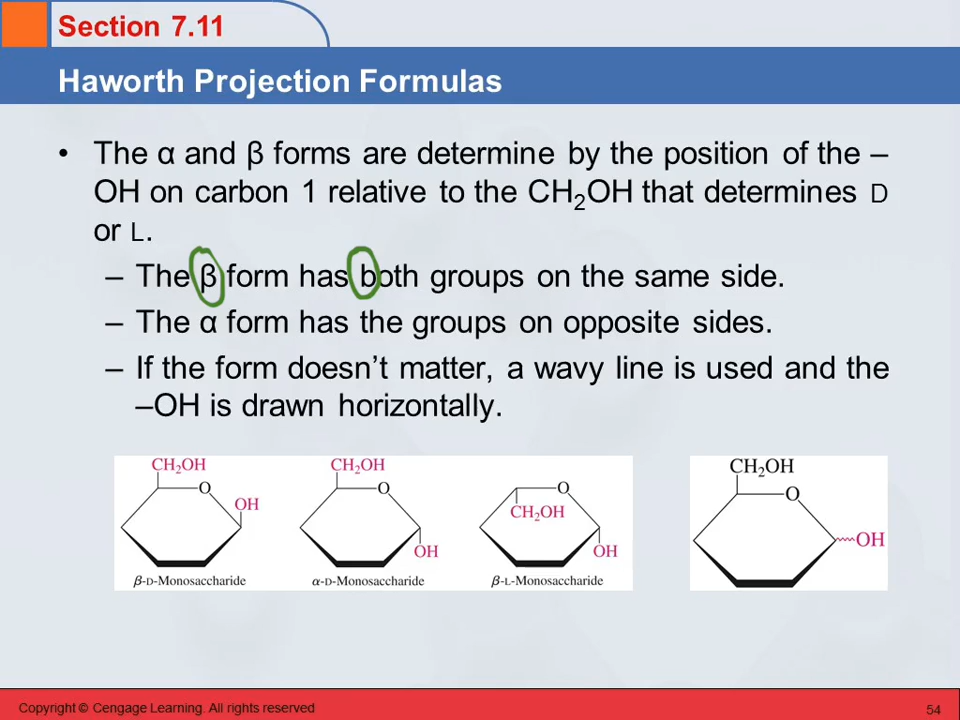 Section 7.11
Haworth Projection Formulas
• The α and β forms are determine by the position of the –
OH on carbon 1 relative to the CH₂OH that determines D
or L.
– The β form has both groups on the same side.
– The α form has the groups on opposite sides.
– If the form doesn’t matter, a wavy line is used and the
–OH is drawn horizontally.
CH₂OH CH₂OH CH₂OH
O O O O
OH CH₂OH OH
OH OH
β-D-Monosaccharide α-D-Monosaccharide β-L-Monosaccharide
Copyright © Cengage Learning. All rights reserved 54